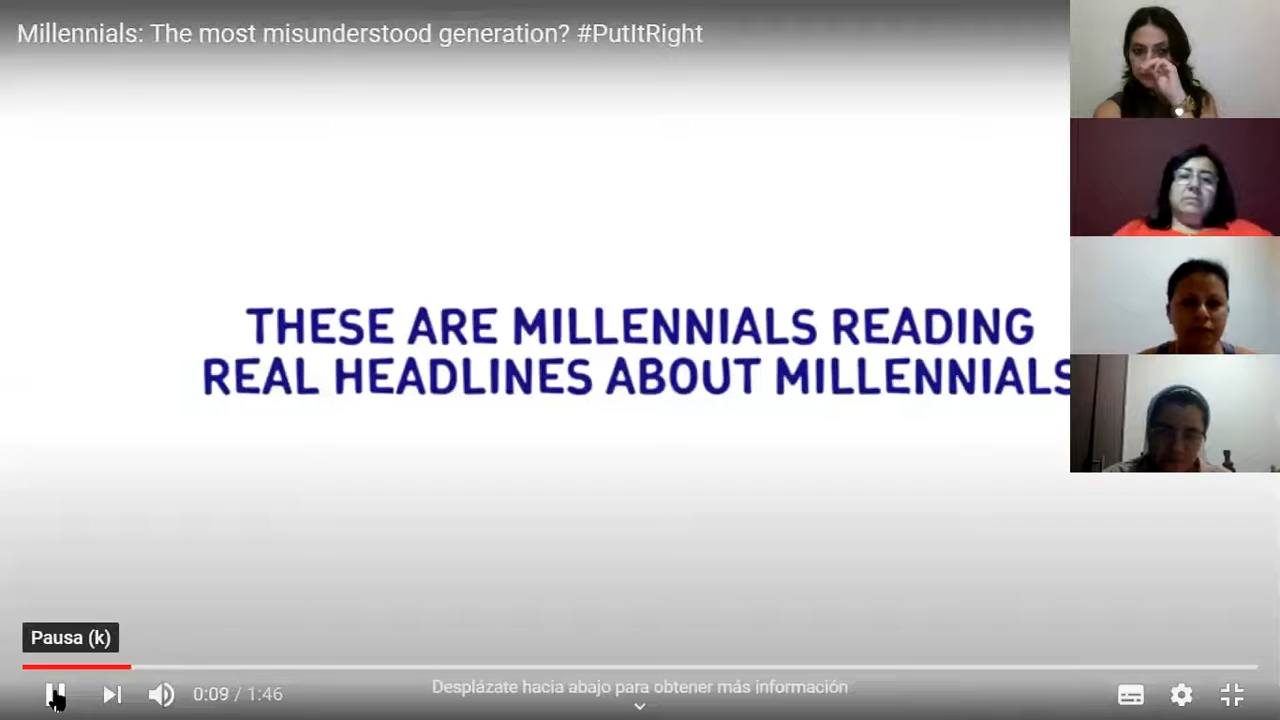 Millennials: The most misunderstood generation? #PutItRight
THESE ARE MILLENNIALS READING
REAL HEADLINES ABOUT MILLENNIALS
Pausa (k)
0:09 / 1:46
Desplázate hacia abajo para obtener más información